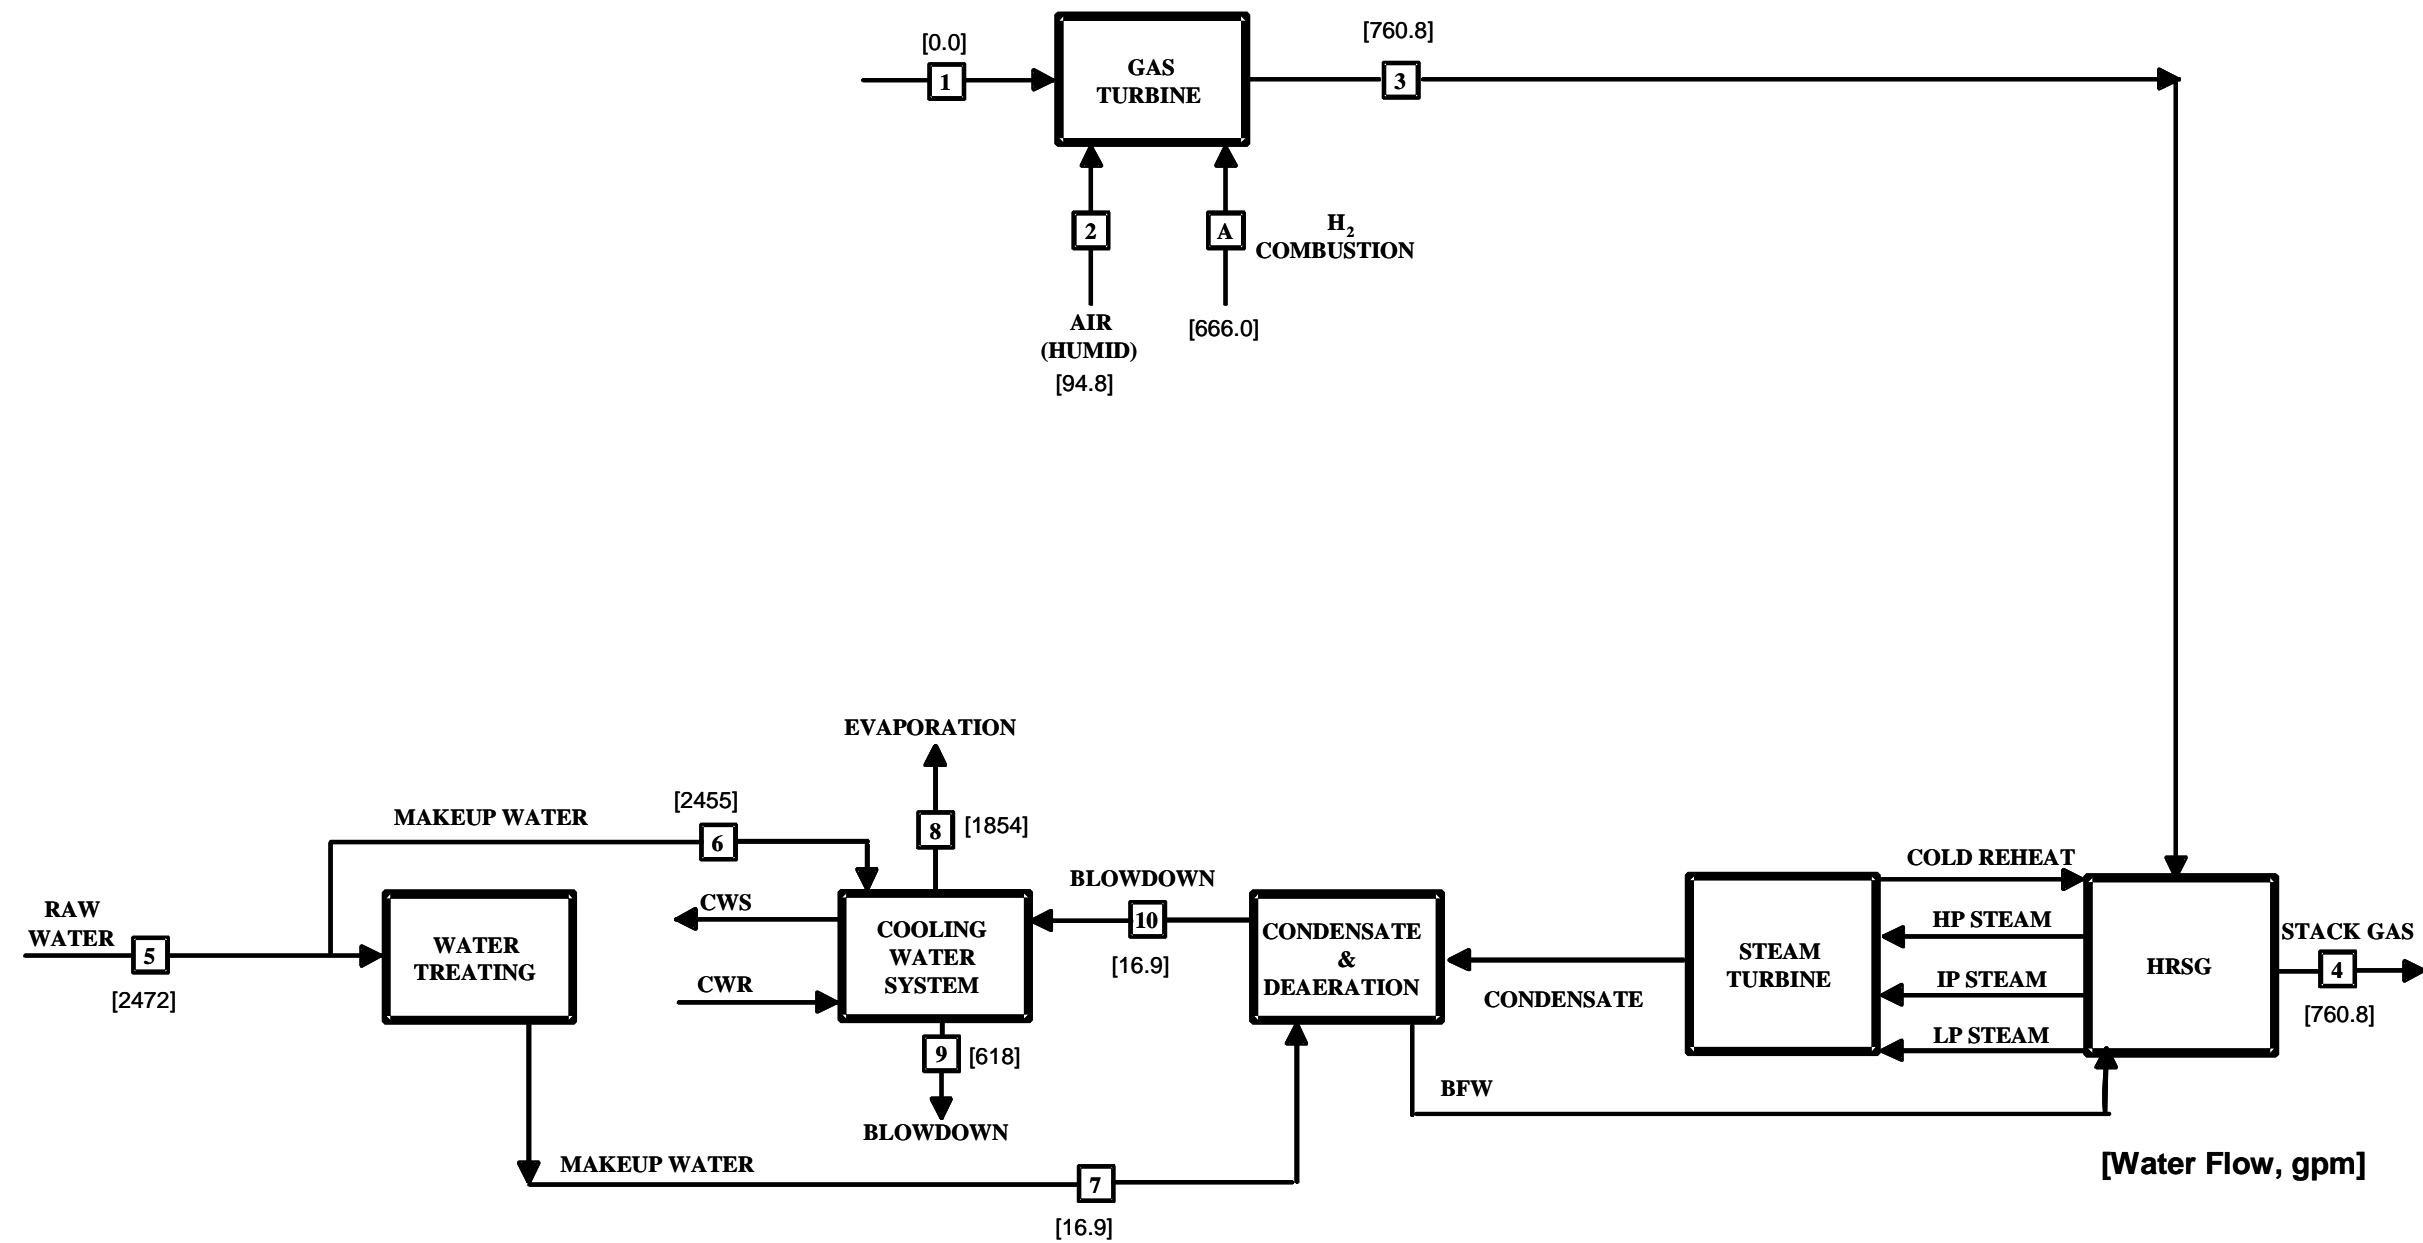 [0.0]
1
GAS
TURBINE
[760.8]
3
2
AIR
(HUMID)
[94.8]
A
H₂
COMBUSTION
[666.0]
EVAPORATION
8
[1854]
MAKEUP WATER
[2455]
6
RAW
WATER
5
[2472]
WATER
TREATING
CWS
CWR
COOLING
WATER
SYSTEM
9
[618]
BLOWDOWN
BLOWDOWN
10
[16.9]
CONDENSATE
&
DEAERATION
CONDENSATE
STEAM
TURBINE
COLD REHEAT
HP STEAM
IP STEAM
LP STEAM
HRSG
STACK GAS
4
[760.8]
BFW
MAKEUP WATER
7
[16.9]
[Water Flow, gpm]